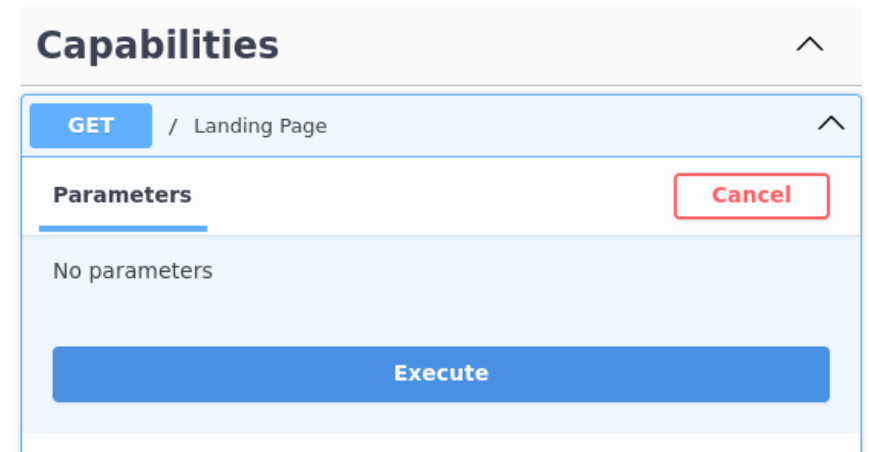 Capabilities
GET / Landing Page
Parameters Cancel
No parameters
Execute